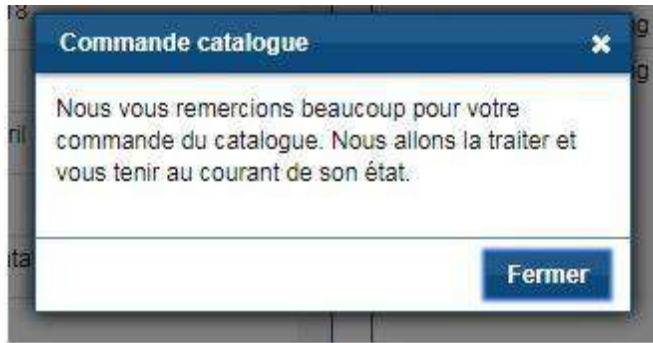 18
Commande catalogue
Nous vous remercions beaucoup pour votre
commande du catalogue. Nous allons la traiter et
vous tenir au courant de son état.
Fermer